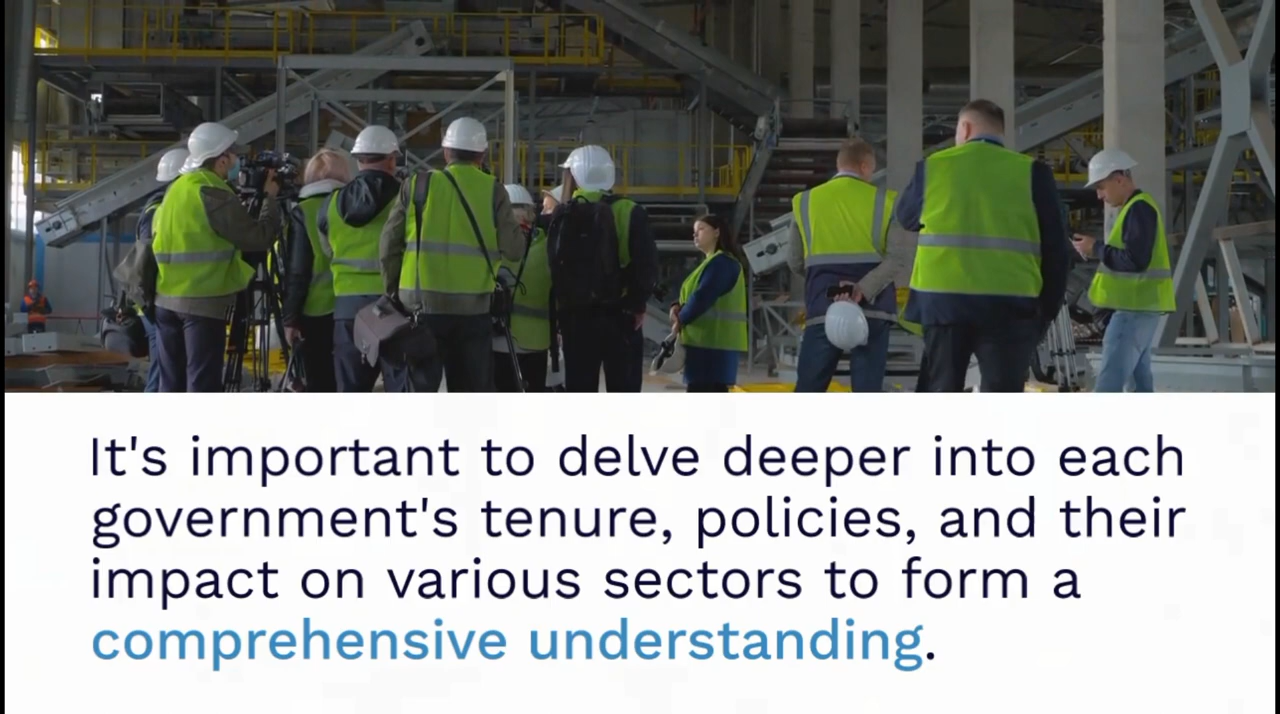 It's important to delve deeper into each
government's tenure, policies, and their
impact on various sectors to form a
comprehensive understanding.